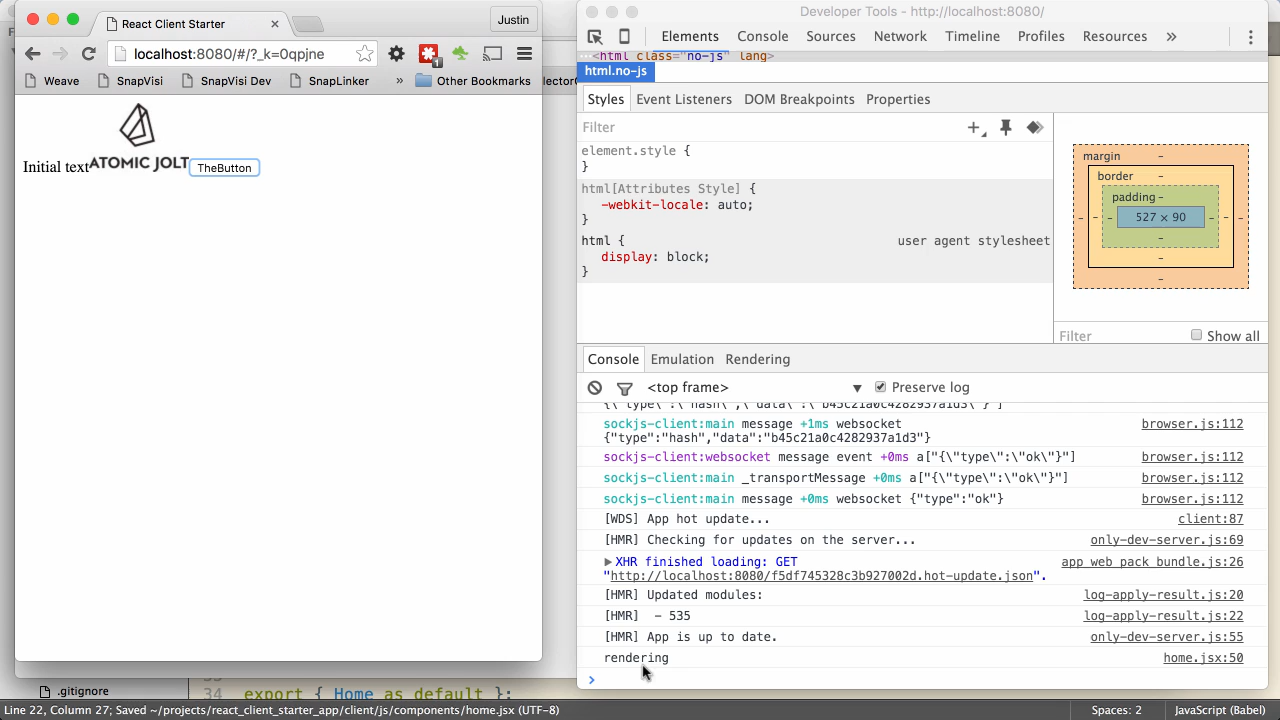 React Client Starter
Justin
localhost:8080/#/?_k=0qpjne
Weave
SnapVisi
SnapVisi Dev
SnapLinker
»
Other Bookmarks
Initial text
ATOMIC JOLT
TheButton
Developer Tools - http://localhost:8080/
Elements Console Sources Network Timeline Profiles Resources »
<html class="no-js" lang>
html.no-js
Styles Event Listeners DOM Breakpoints Properties
Filter
element.style {
}
html[Attributes Style] {
-webkit-locale: auto;
}
html { user agent stylesheet
display: block;
}
margin –
border –
padding –
527 × 90
Filter Show all
Console Emulation Rendering
<top frame> ▼ Preserve log
{\"type\":\"hash\",\"data\":\"b45c21a0c4282937a1d3\"}"]
sockjs-client:main message +1ms websocket browser.js:112
{"type":"hash","data":"b45c21a0c4282937a1d3"}
sockjs-client:websocket message event +0ms a["{\"type\":\"ok\"}"] browser.js:112
sockjs-client:main _transportMessage +0ms a["{\"type\":\"ok\"}"] browser.js:112
sockjs-client:main message +0ms websocket {"type":"ok"} browser.js:112
[WDS] App hot update... client:87
[HMR] Checking for updates on the server... only-dev-server.js:69
XHR finished loading: GET app_web_pack_bundle.js:26
"http://localhost:8080/f5df745328c3b927002d.hot-update.json".
[HMR] Updated modules: log-apply-result.js:20
[HMR]  - 535 log-apply-result.js:22
[HMR] App is up to date. only-dev-server.js:55
rendering home.jsx:50
.gitignore
34 export { Home as default };
Line 22, Column 27; Saved ~/projects/react_client_starter_app/client/js/components/home.jsx (UTF-8)
Spaces: 2
JavaScript (Babel)